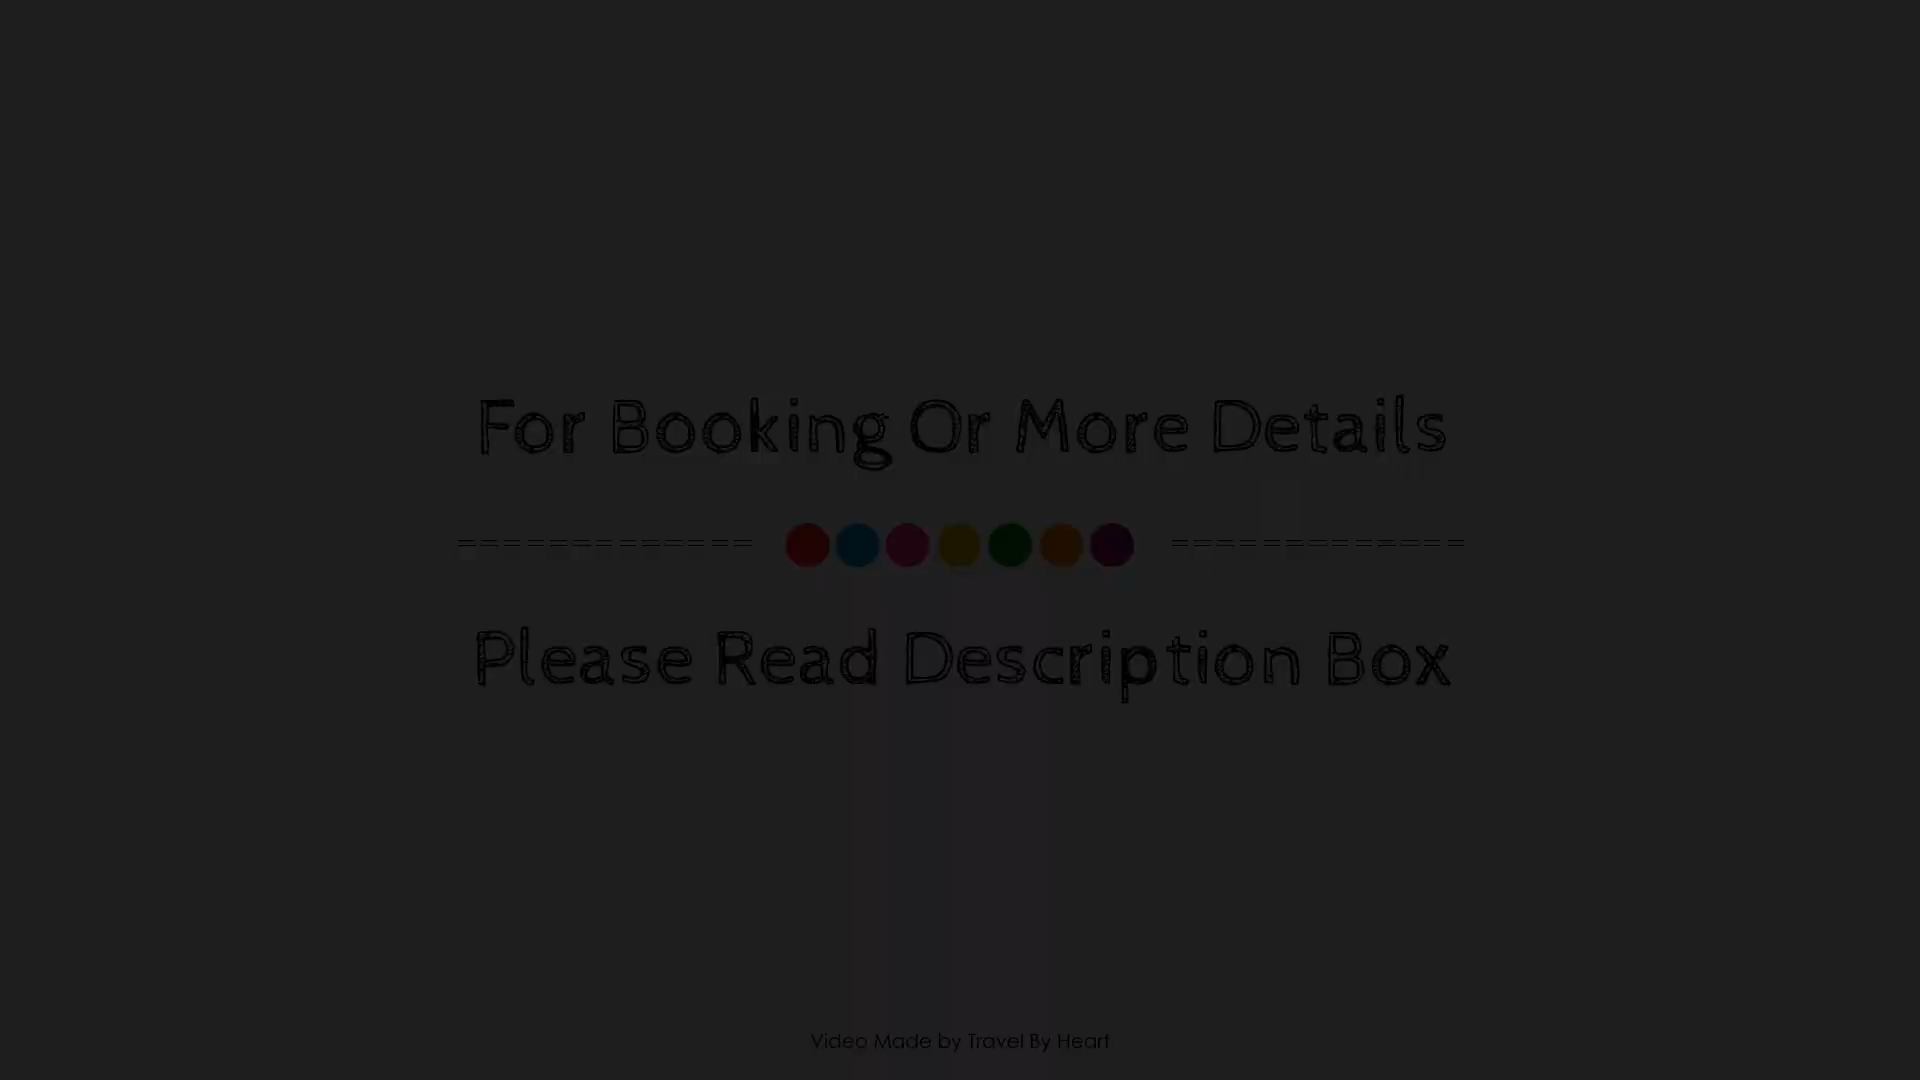 For Booking Or More Details
============= =============
Please Read Description Box
Video Made by Travel By Heart